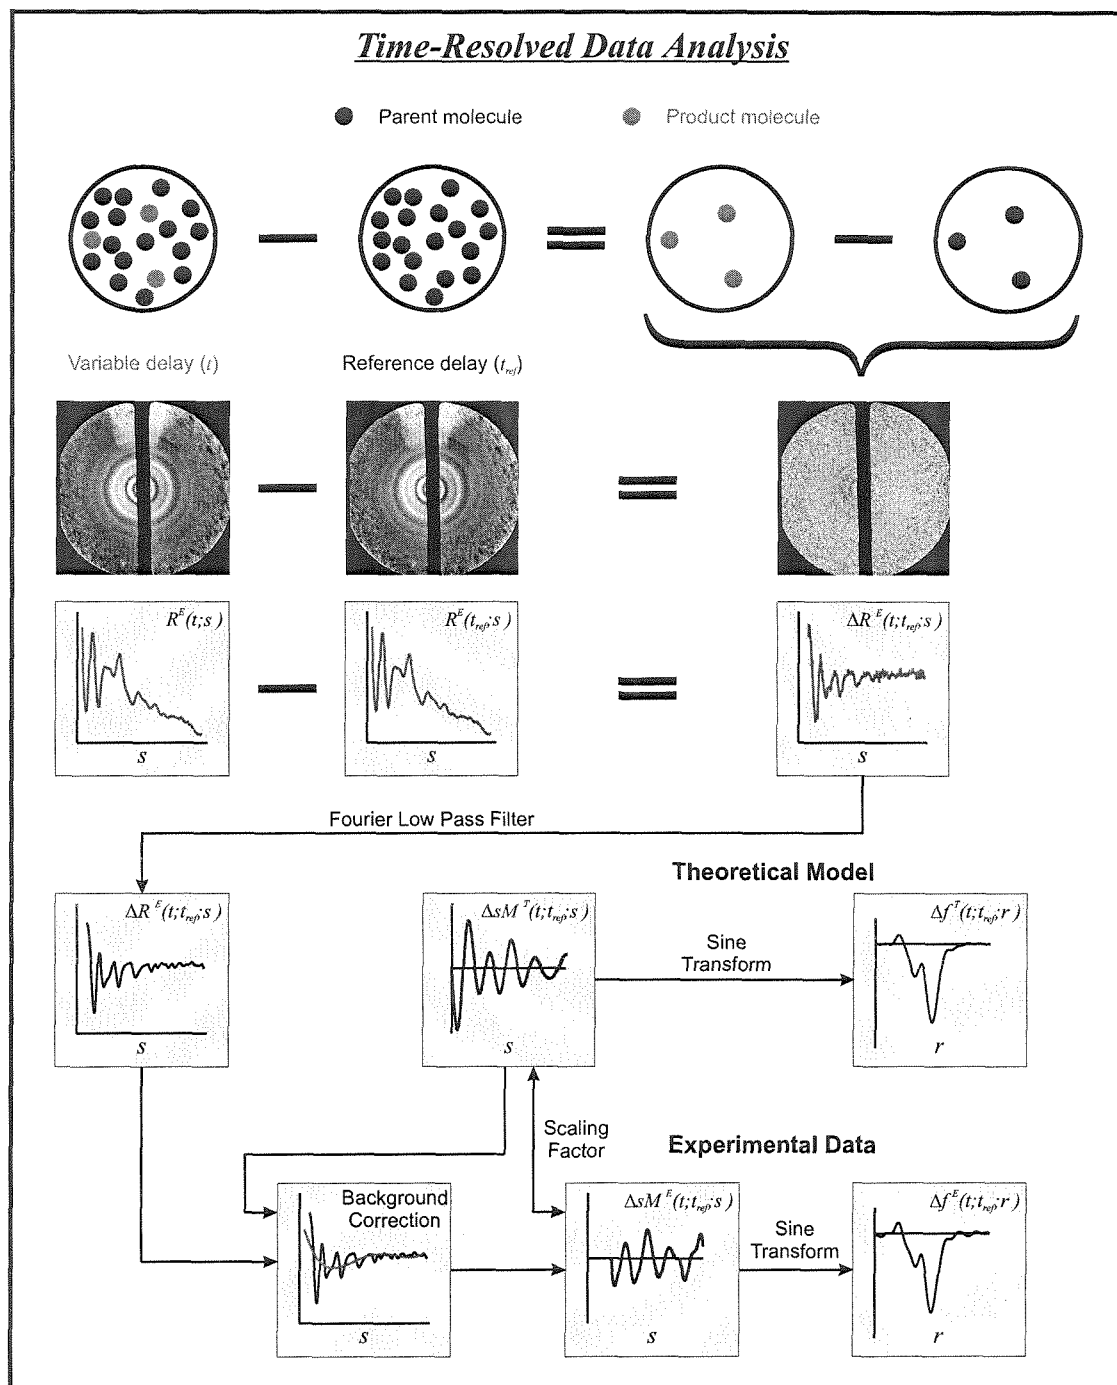 Time-Resolved Data Analysis
Parent molecule
Product molecule
Variable delay (t)
Reference delay (t_ref)
R^E(t;s)
s
R^E(t_ref;s)
s
ΔR^E(t;t_ref;s)
s
Fourier Low Pass Filter
Theoretical Model
ΔR^E(t;t_ref;s)
s
ΔsM^T(t;t_ref;s)
s
Sine
Transform
Δf^T(t;t_ref;r)
r
Scaling
Factor
Experimental Data
Background
Correction
s
ΔsM^E(t;t_ref;s)
s
Sine
Transform
Δf^E(t;t_ref;r)
r